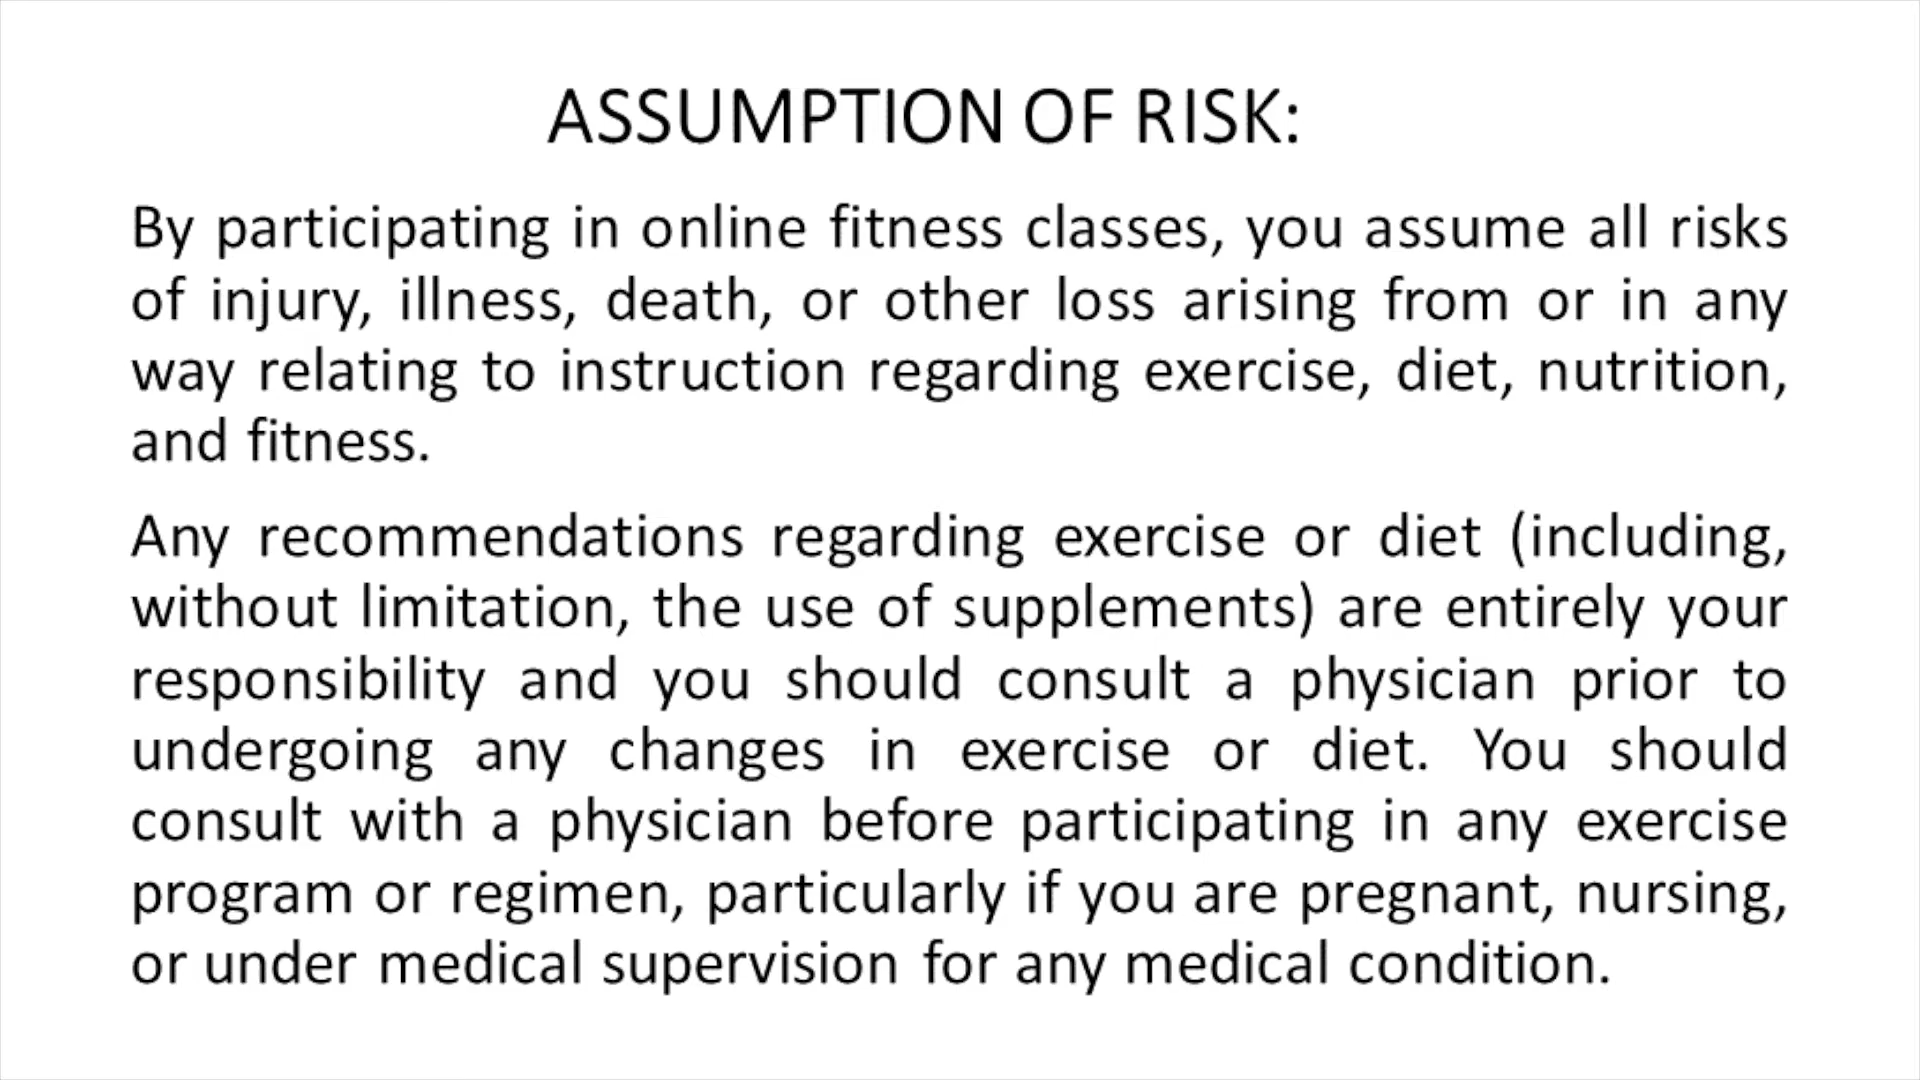 ASSUMPTION OF RISK:
By participating in online fitness classes, you assume all risks
of injury, illness, death, or other loss arising from or in any
way relating to instruction regarding exercise, diet, nutrition,
and fitness.
Any recommendations regarding exercise or diet (including,
without limitation, the use of supplements) are entirely your
responsibility and you should consult a physician prior to
undergoing any changes in exercise or diet. You should
consult with a physician before participating in any exercise
program or regimen, particularly if you are pregnant, nursing,
or under medical supervision for any medical condition.